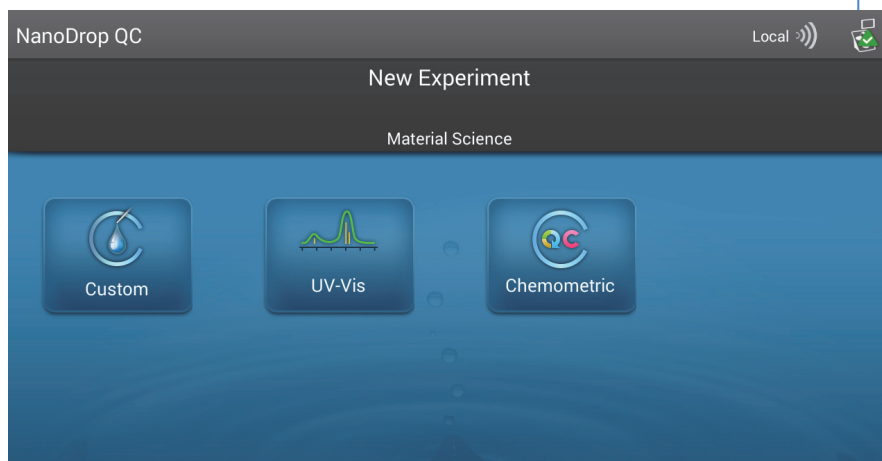 NanoDrop QC
Local
New Experiment
Material Science
Custom
UV-Vis
QC
Chemometric